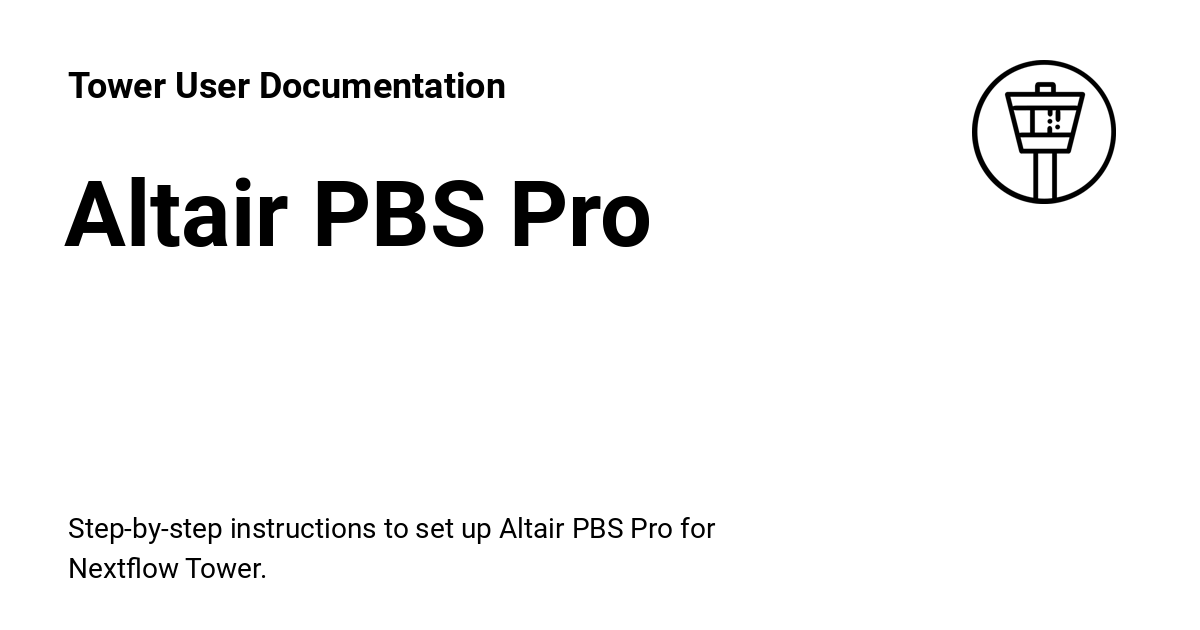 Tower User Documentation
Altair PBS Pro
Step-by-step instructions to set up Altair PBS Pro for
Nextflow Tower.